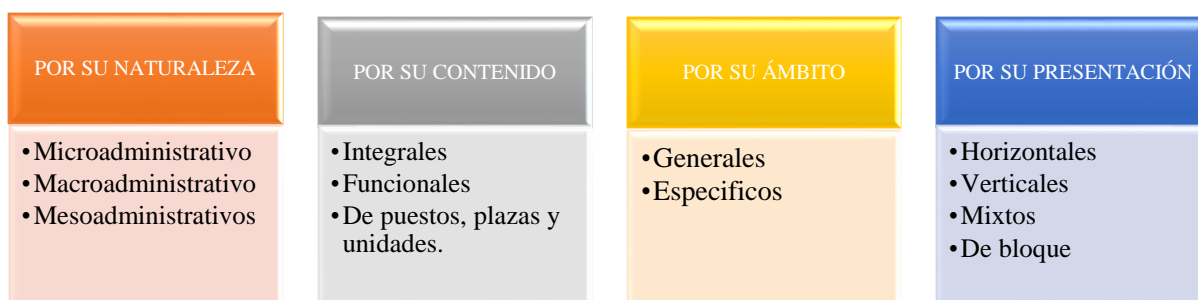 POR SU NATURALEZA
•Microadministrativo
•Macroadministrativo
•Mesoadministrativos
POR SU CONTENIDO
•Integrales
•Funcionales
•De puestos, plazas y
unidades.
POR SU ÁMBITO
•Generales
•Especificos
POR SU PRESENTACIÓN
•Horizontales
•Verticales
•Mixtos
•De bloque